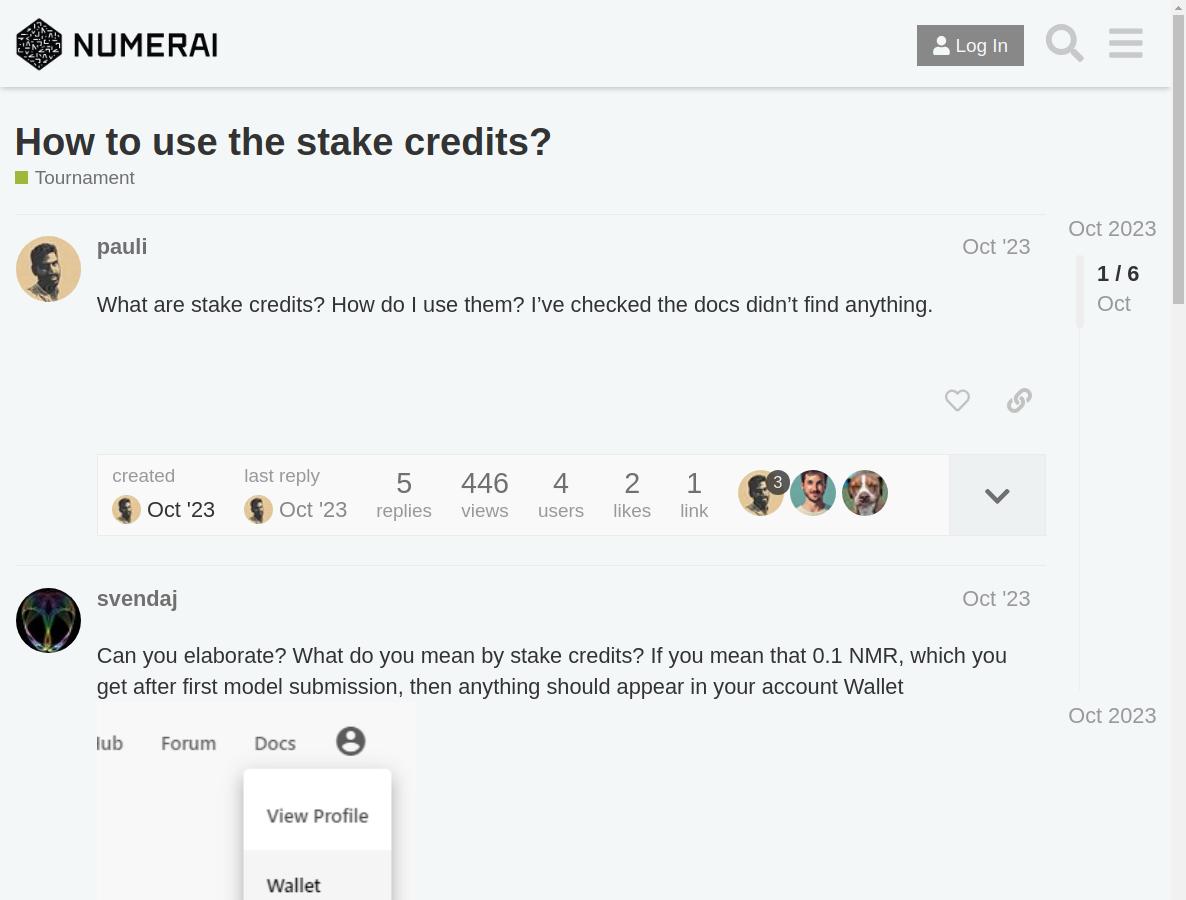 NUMERAI
Log In
How to use the stake credits?
Tournament
Oct 2023
1 / 6
Oct
pauli
Oct '23
What are stake credits? How do I use them? I’ve checked the docs didn’t find anything.
created
Oct '23
last reply
Oct '23
5
replies
446
views
4
users
2
likes
1
link
3
svendaj
Oct '23
Can you elaborate? What do you mean by stake credits? If you mean that 0.1 NMR, which you
get after first model submission, then anything should appear in your account Wallet
Oct 2023
Forum
Docs
View Profile
Wallet